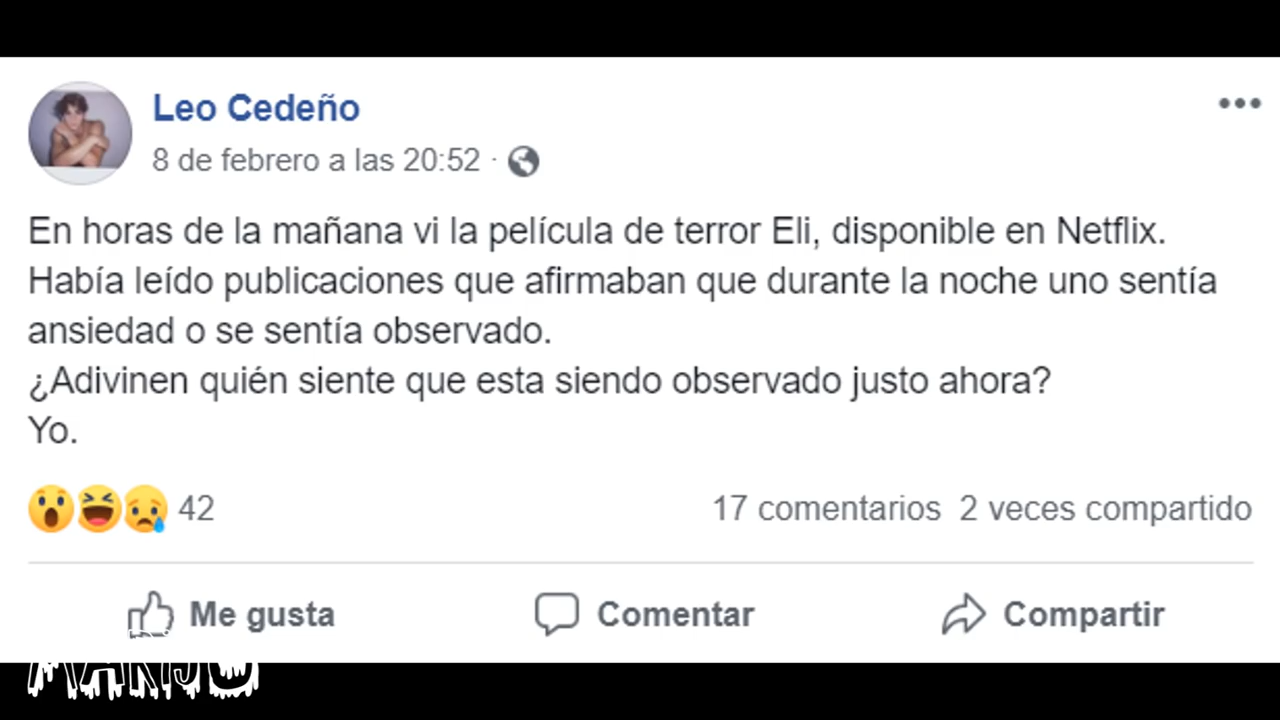 Leo Cedeño
8 de febrero a las 20:52 ·
En horas de la mañana vi la película de terror Eli, disponible en Netflix.
Había leído publicaciones que afirmaban que durante la noche uno sentía
ansiedad o se sentía observado.
¿Adivinen quién siente que esta siendo observado justo ahora?
Yo.
42 17 comentarios 2 veces compartido
Me gusta Comentar Compartir